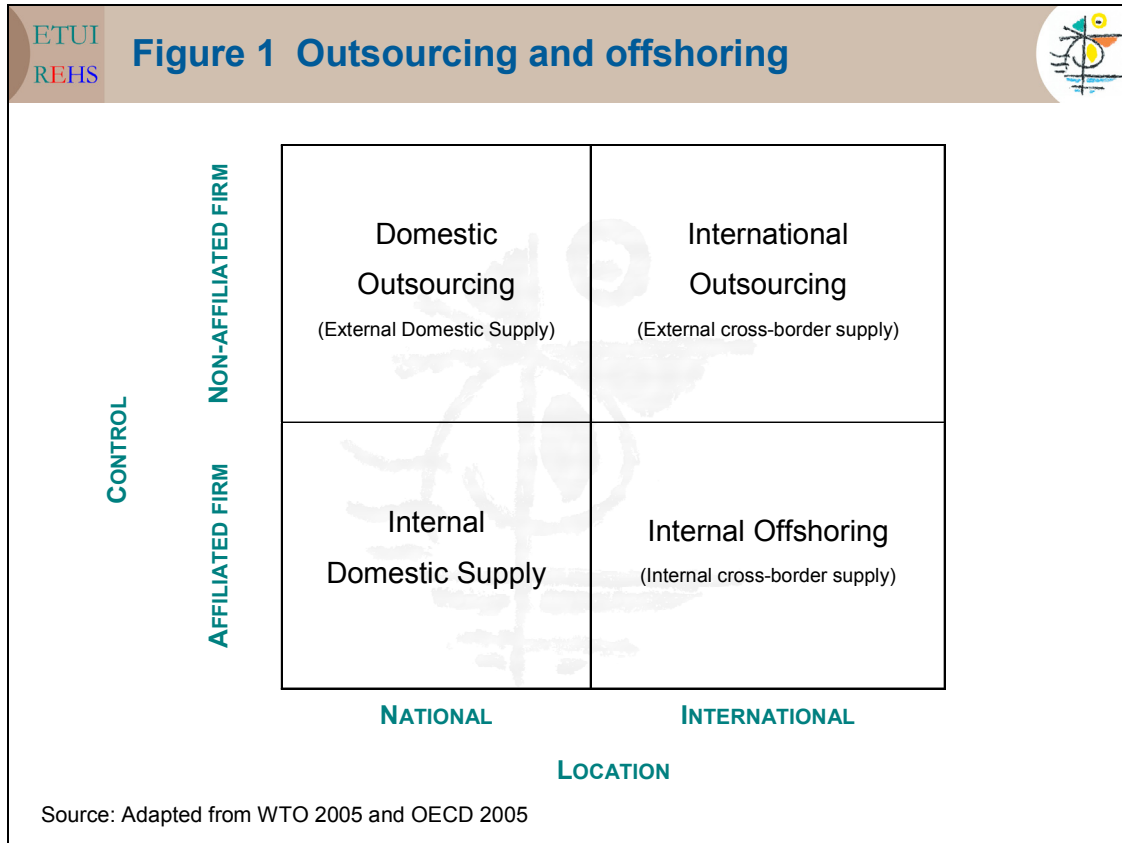 ETUI
REHS
Figure 1 Outsourcing and offshoring
CONTROL
NON-AFFILIATED FIRM
AFFILIATED FIRM
Domestic
Outsourcing
(External Domestic Supply)
International
Outsourcing
(External cross-border supply)
Internal
Domestic Supply
Internal Offshoring
(Internal cross-border supply)
NATIONAL
INTERNATIONAL
LOCATION
Source: Adapted from WTO 2005 and OECD 2005